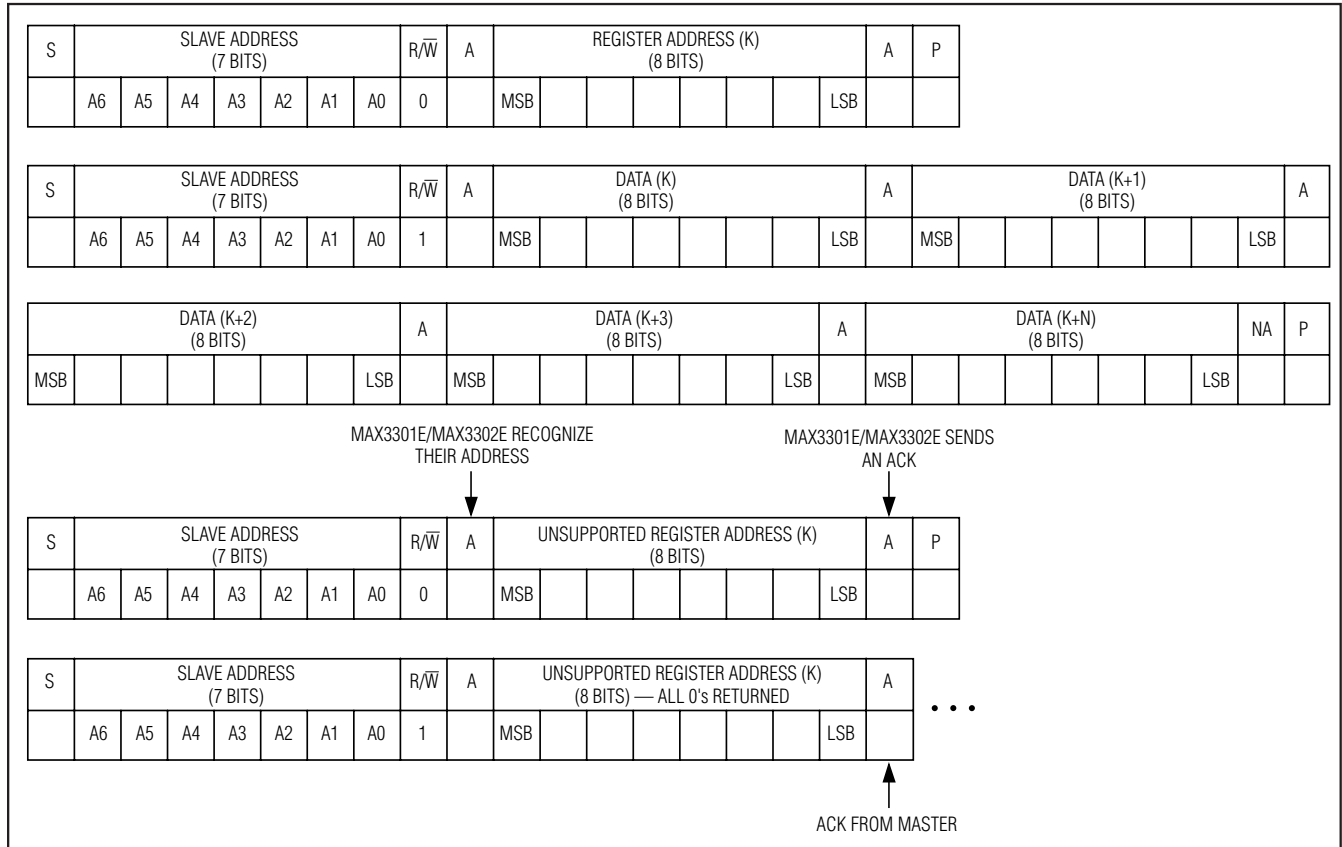 S SLAVE ADDRESS R/W̅ A REGISTER ADDRESS (K) A P
(7 BITS) (8 BITS)
A6 A5 A4 A3 A2 A1 A0 0 MSB LSB
S SLAVE ADDRESS R/W̅ A DATA (K) A DATA (K+1) A
(7 BITS) (8 BITS) (8 BITS)
A6 A5 A4 A3 A2 A1 A0 1 MSB LSB MSB LSB
DATA (K+2) A DATA (K+3) A DATA (K+N) NA P
(8 BITS) (8 BITS) (8 BITS)
MSB LSB MSB LSB MSB LSB
MAX3301E/MAX3302E RECOGNIZE
THEIR ADDRESS
MAX3301E/MAX3302E SENDS
AN ACK
S SLAVE ADDRESS R/W̅ A UNSUPPORTED REGISTER ADDRESS (K) A P
(7 BITS) (8 BITS)
A6 A5 A4 A3 A2 A1 A0 0 MSB LSB
S SLAVE ADDRESS R/W̅ A UNSUPPORTED REGISTER ADDRESS (K) A
(7 BITS) (8 BITS) — ALL 0's RETURNED
A6 A5 A4 A3 A2 A1 A0 1 MSB LSB
• • •
ACK FROM MASTER